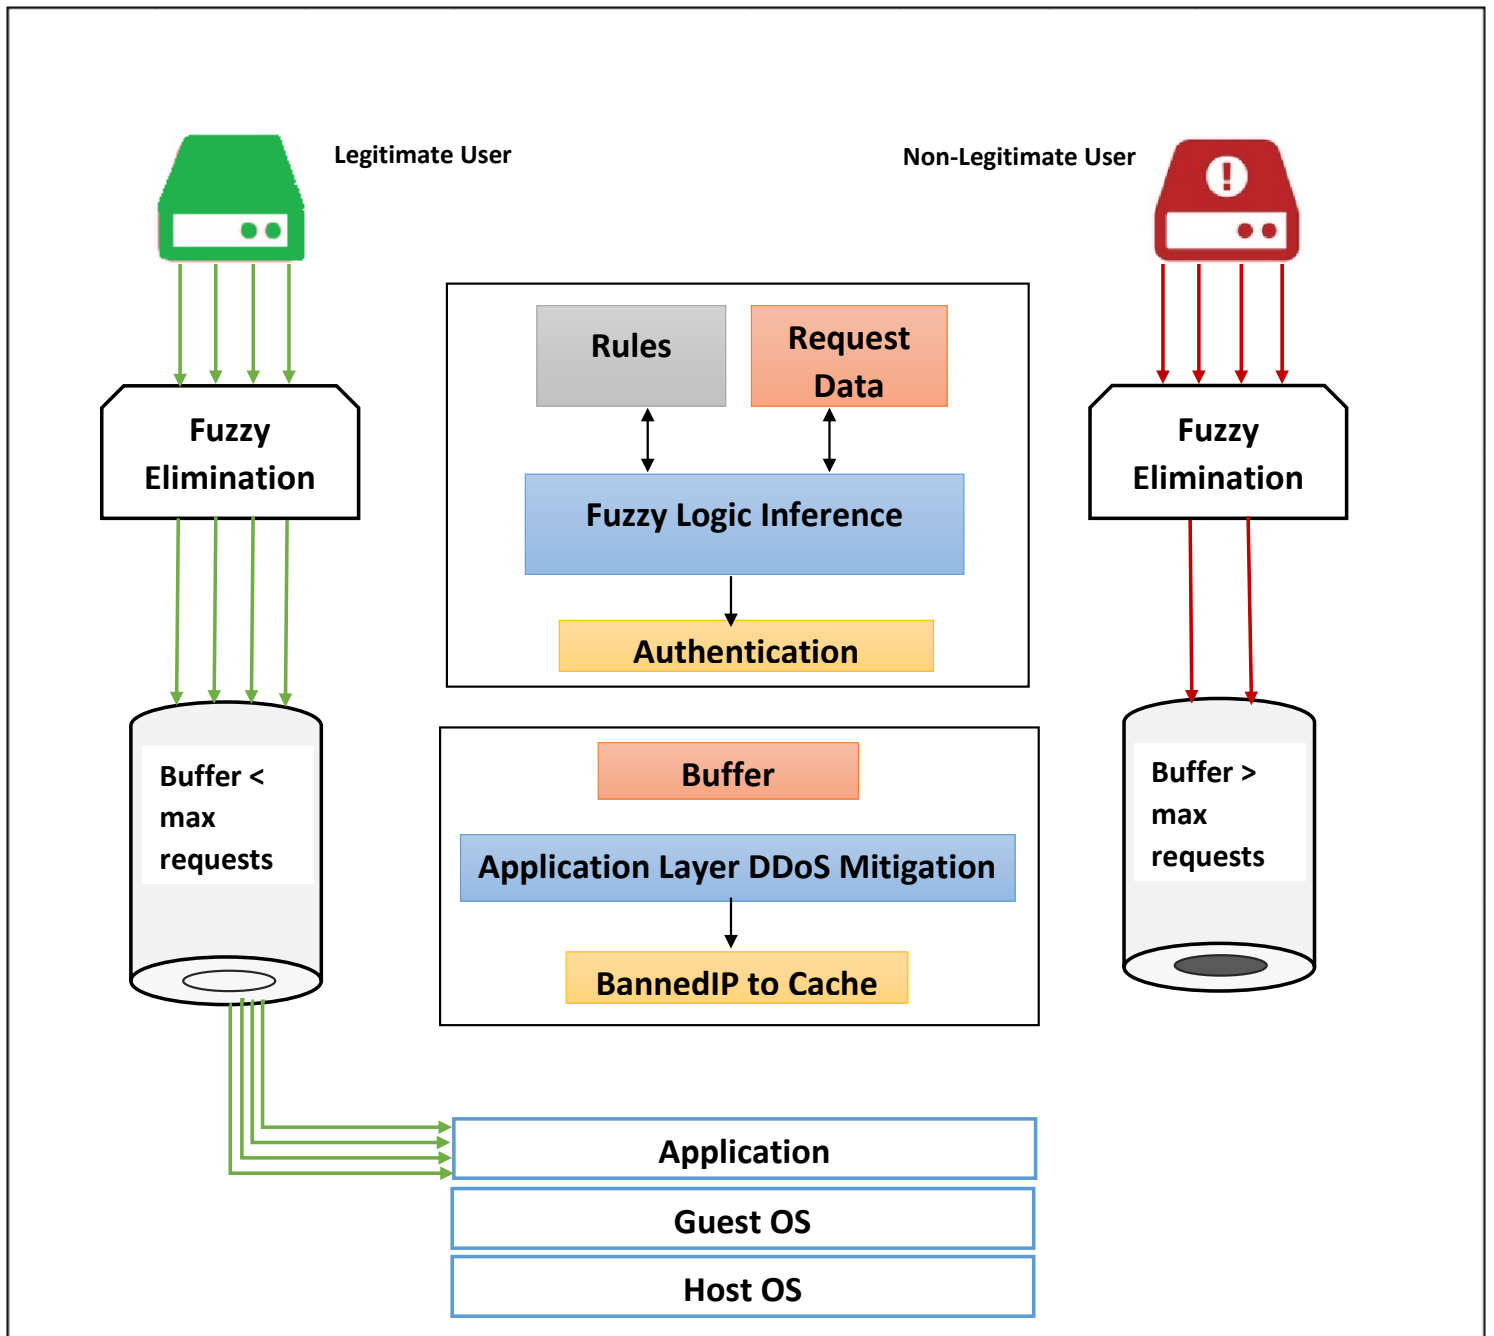 Legitimate User
Non-Legitimate User
Rules
Request
Data
Fuzzy
Elimination
Fuzzy Logic Inference
Fuzzy
Elimination
Authentication
Buffer <
max
requests
Buffer
Application Layer DDoS Mitigation
BannedIP to Cache
Buffer >
max
requests
Application
Guest OS
Host OS